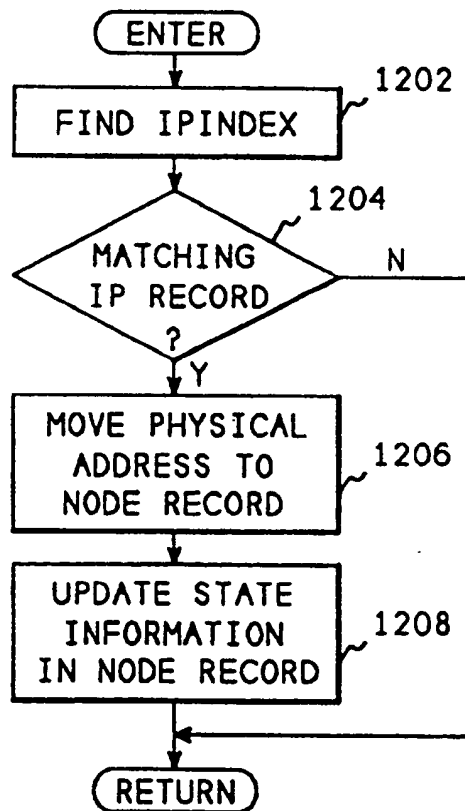 ENTER
1202
FIND IPINDEX
1204
MATCHING
IP RECORD
?
N
Y
MOVE PHYSICAL
ADDRESS TO
NODE RECORD
1206
UPDATE STATE
INFORMATION
IN NODE RECORD
1208
RETURN